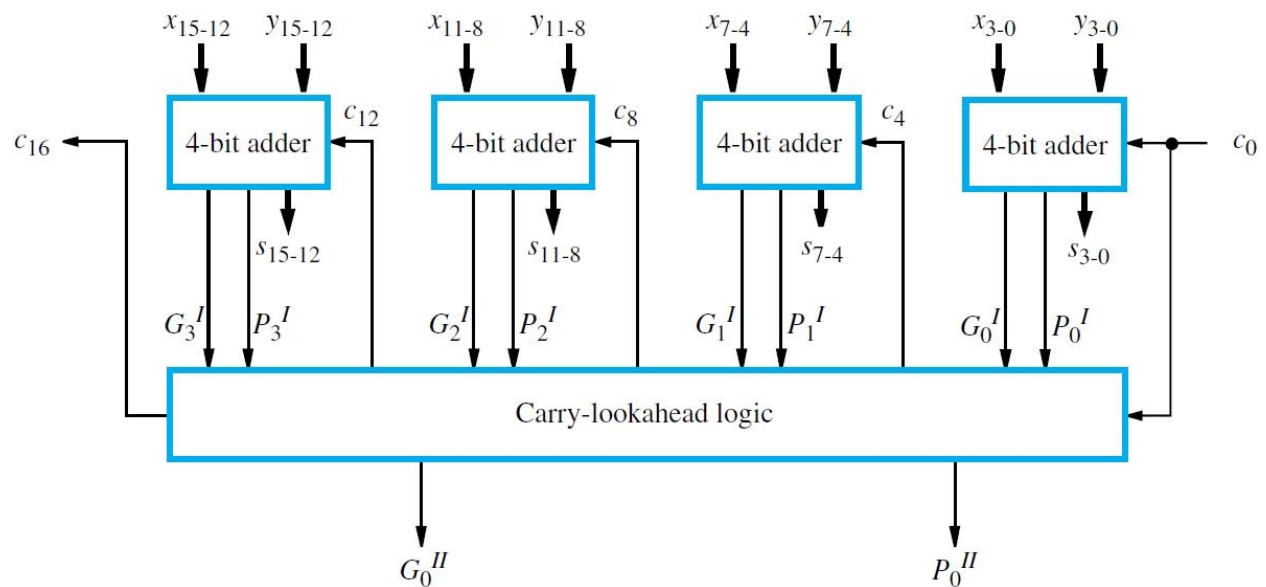 x₁₅₋₁₂ y₁₅₋₁₂ x₁₁₋₈ y₁₁₋₈ x₇₋₄ y₇₋₄ x₃₋₀ y₃₋₀
c₁₂ c₈ c₄
c₁₆ 4-bit adder 4-bit adder 4-bit adder 4-bit adder c₀
s₁₅₋₁₂ s₁₁₋₈ s₇₋₄ s₃₋₀
G₃ᴵ P₃ᴵ G₂ᴵ P₂ᴵ G₁ᴵ P₁ᴵ G₀ᴵ P₀ᴵ
Carry-lookahead logic
G₀ᴵᴵ P₀ᴵᴵ